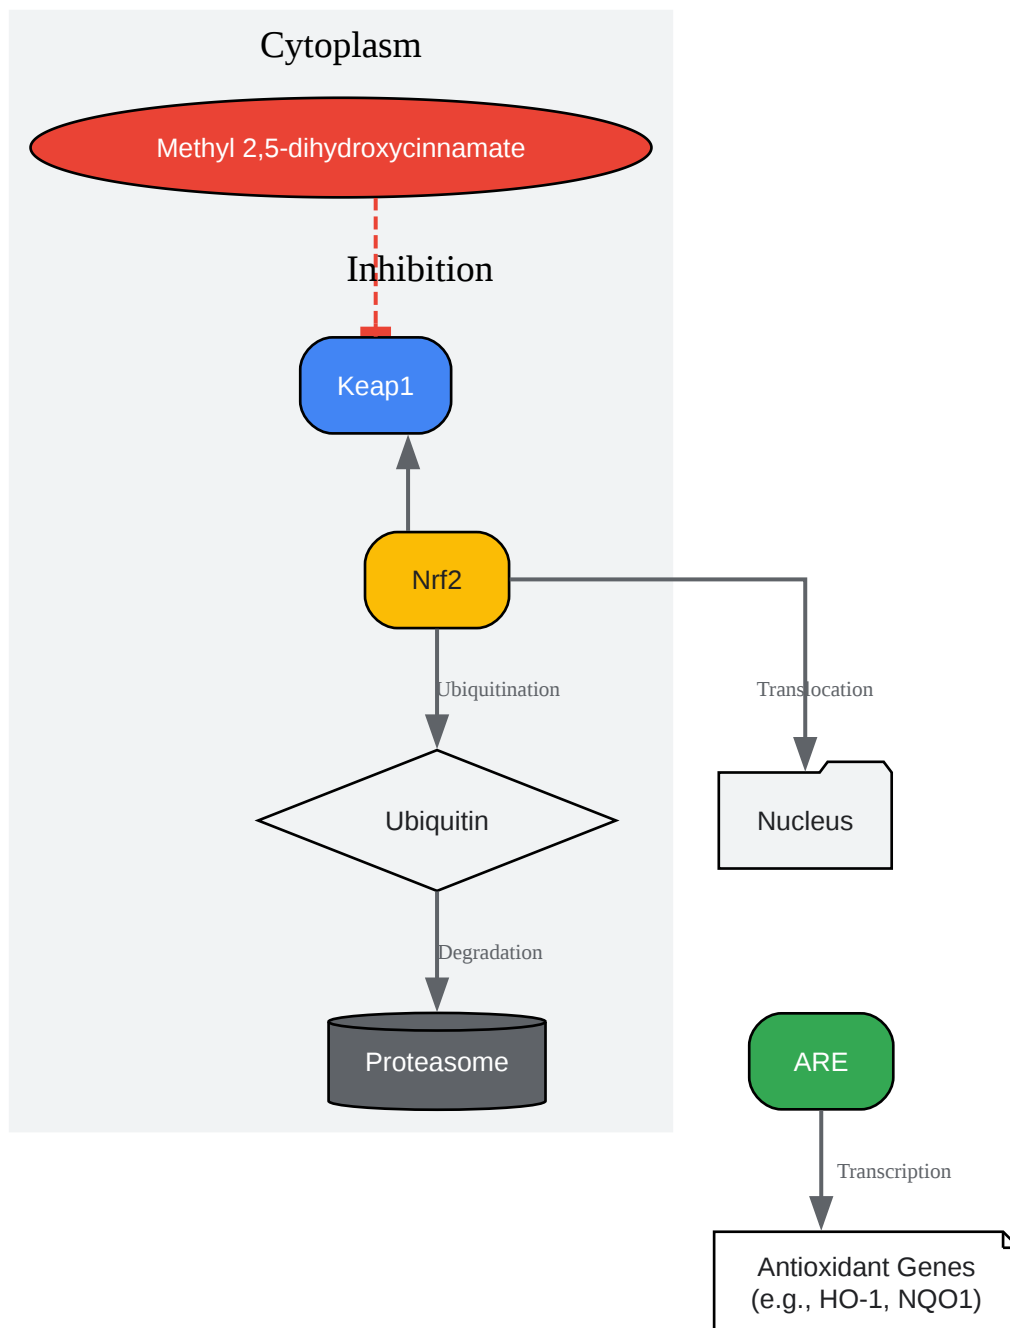 Cytoplasm
Methyl 2,5-dihydroxycinnamate
Inhibition
Keap1
Nrf2
Ubiquitination
Translocation
Ubiquitin
Nucleus
Degradation
Proteasome
ARE
Transcription
Antioxidant Genes
(e.g., HO-1, NQO1)